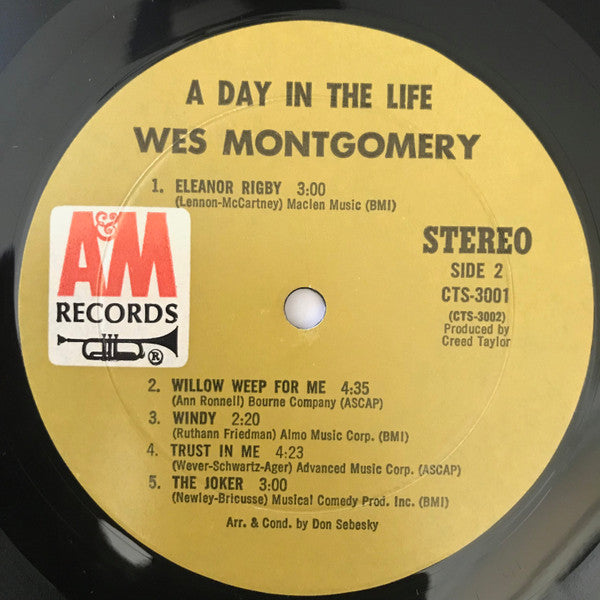 A DAY IN THE LIFE
WES MONTGOMERY
1. ELEANOR RIGBY 3:00
(Lennon-McCartney) Maclen Music (BMI)
A&M
RECORDS
®
STEREO
SIDE 2
CTS-3001
(CTS-3002)
Produced by
Creed Taylor
2. WILLOW WEEP FOR ME 4:35
(Ann Ronnell) Bourne Company (ASCAP)
3. WINDY 2:20
(Ruthann Friedman) Almo Music Corp. (BMI)
4. TRUST IN ME 4:23
(Wever-Schwartz-Ager) Advanced Music Corp. (ASCAP)
5. THE JOKER 3:00
(Newley-Bricusse) Musical Comedy Prod. Inc. (BMI)
Arr. & Cond. by Don Sebesky